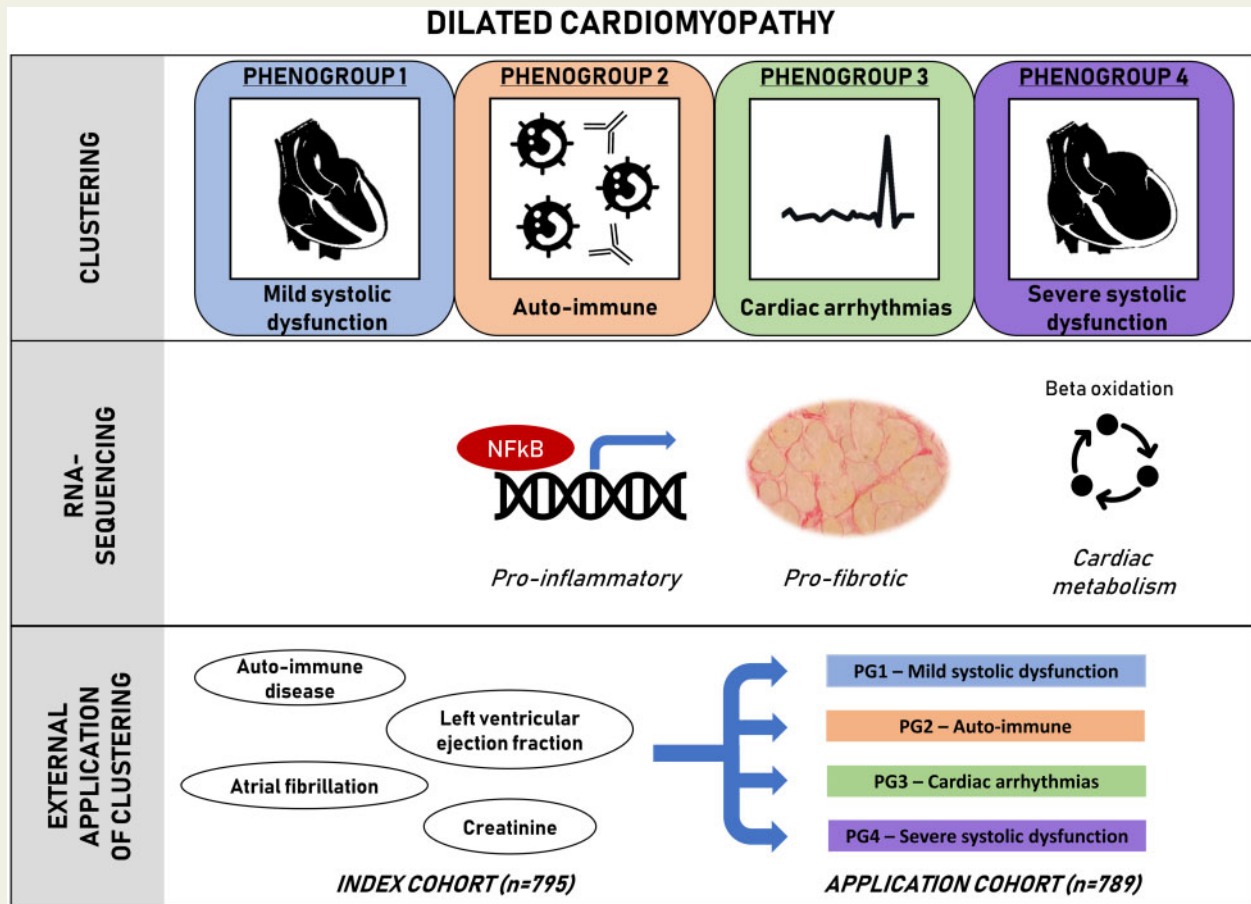 DILATED CARDIOMYOPATHY
CLUSTERING
PHENOGROUP 1
PHENOGROUP 2
PHENOGROUP 3
PHENOGROUP 4
Mild systolic
dysfunction
Auto-immune
Cardiac arrhythmias
Severe systolic
dysfunction
RNA-
SEQUENCING
NFkB
Pro-inflammatory
Pro-fibrotic
Beta oxidation
Cardiac
metabolism
EXTERNAL
APPLICATION
OF CLUSTERING
Auto-immune
disease
Left ventricular
ejection fraction
Atrial fibrillation
Creatinine
INDEX COHORT (n=795)
PG1 – Mild systolic dysfunction
PG2 – Auto-immune
PG3 – Cardiac arrhythmias
PG4 – Severe systolic dysfunction
APPLICATION COHORT (n=789)